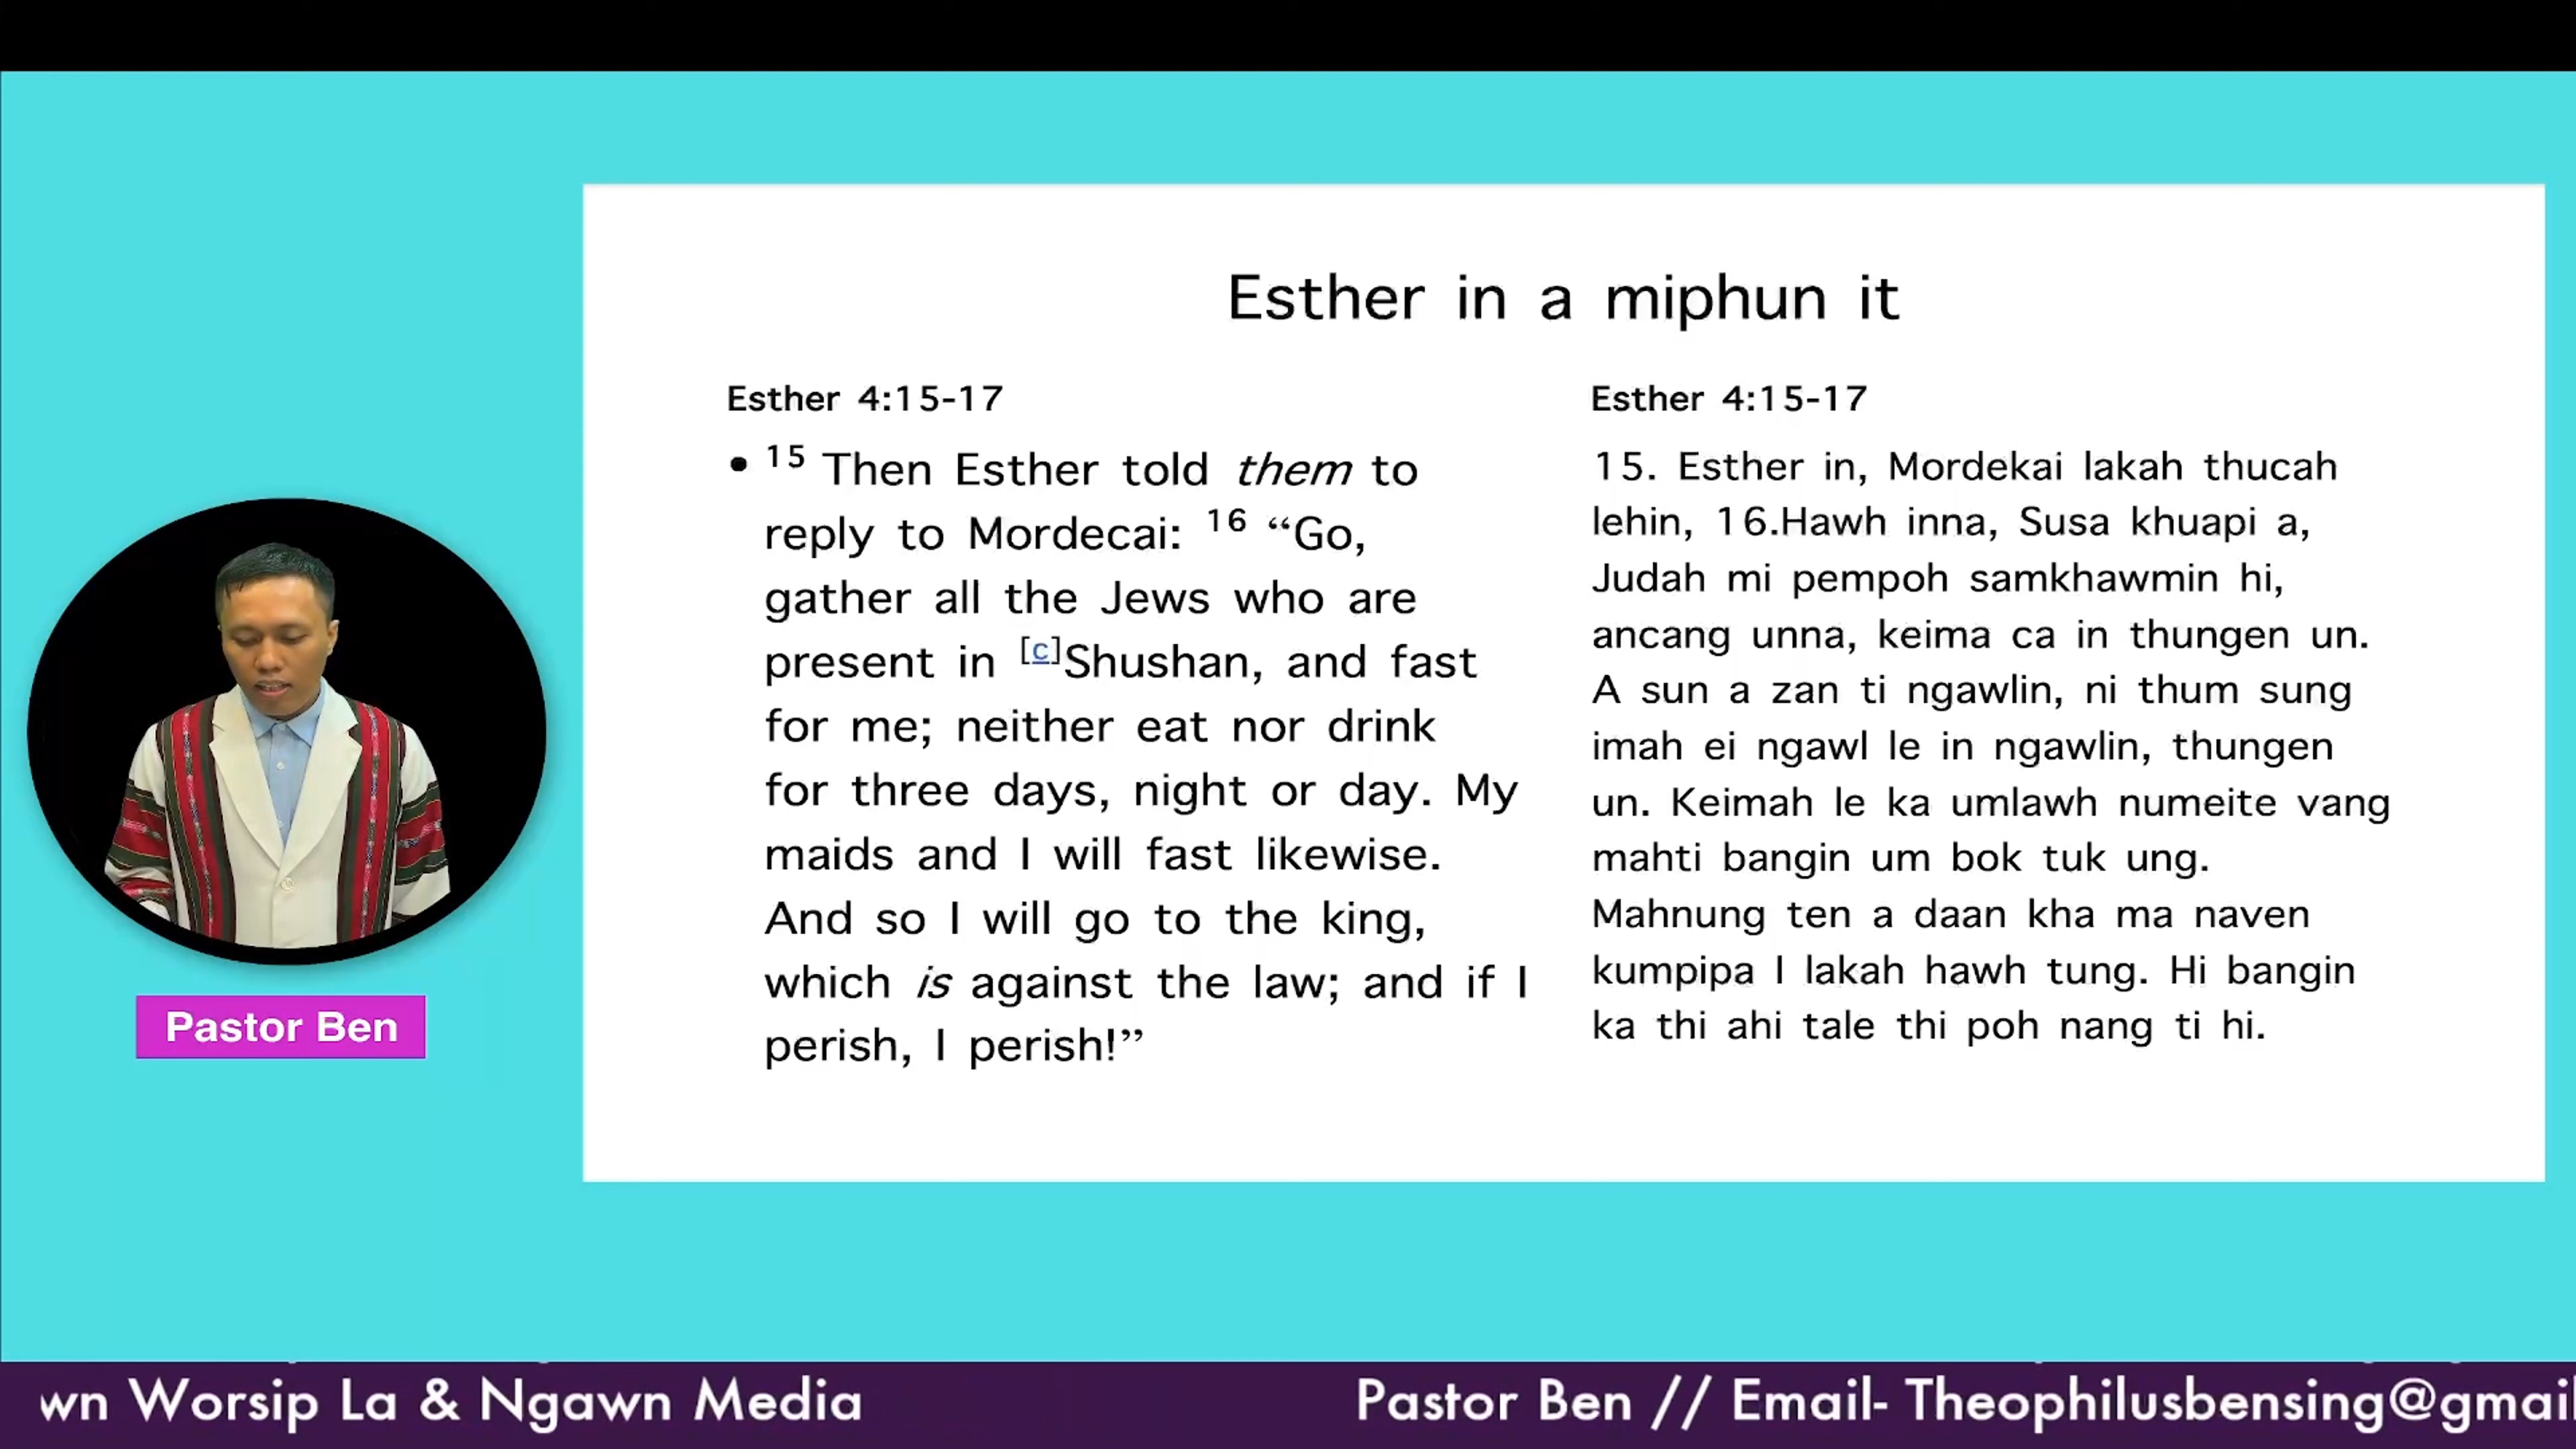 Esther in a miphun it
Esther 4:15-17
• 15 Then Esther told them to
reply to Mordecai: 16 “Go,
gather all the Jews who are
present in [c]Shushan, and fast
for me; neither eat nor drink
for three days, night or day. My
maids and I will fast likewise.
And so I will go to the king,
which is against the law; and if I
perish, I perish!”
Esther 4:15-17
15. Esther in, Mordekai lakah thucah
lehin, 16.Hawh inna, Susa khuapi a,
Judah mi pempoh samkhawmin hi,
ancang unna, keima ca in thungen un.
A sun a zan ti ngawlin, ni thum sung
imah ei ngawl le in ngawlin, thungen
un. Keimah le ka umlawh numeite vang
mahti bangin um bok tuk ung.
Mahnung ten a daan kha ma naven
kumpipa I lakah hawh tung. Hi bangin
ka thi ahi tale thi poh nang ti hi.
Pastor Ben
wn Worsip La & Ngawn Media
Pastor Ben // Email- Theophilusbensing@gmail